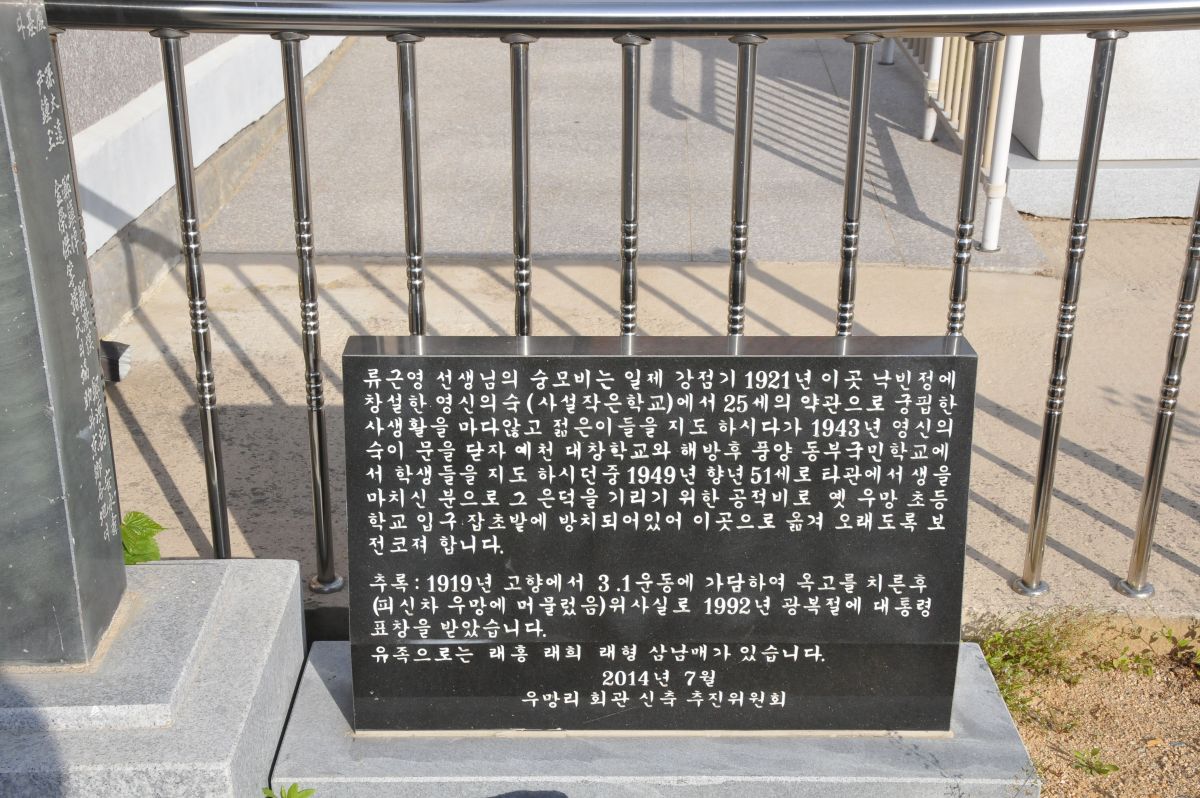 류근영 선생님의 숭모비는 일제 강점기 1921년 이곳 낙빈정에
창설한 영신의숙 (사설작은학교)에서 25세의 약관으로 궁핍한
사생활을 마다않고 젊은이들을 지도 하시다가 1943년 영신의
숙이 문을 닫자 예천 대창학교와 해방후 풍양 동부국민학교에
서 학생들을 지도 하시던중 1949년 향년 51세로 타관에서 생을
마치신 분으로 그 은덕을 기리기 위한 공적비로 옛 우망 초등
학교 입구 잡초밭에 방치되어있어 이곳으로 옮겨 오래도록 보
전코져 합니다.
추록 : 1919년 고향에서 3.1운동에 가담하여 옥고를 치른후
(피신차 우망에 머물렀음)위사실로 1992년 광복절에 대통령
표창을 받았습니다.
유족으로는 래홍 래희 래형 삼남매가 있습니다.
2014년 7월
우망리 회관 신축 추진위원회